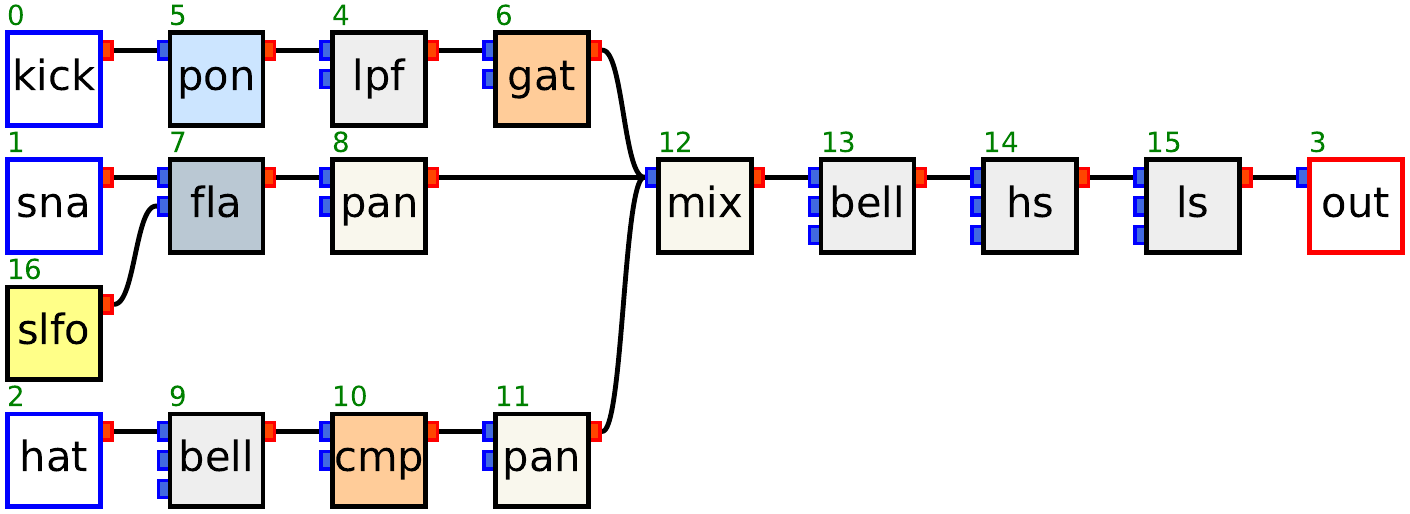 0 5 4 6
kick pon lpf gat
1 7 8 12 13 14 15 3
sna fla pan mix bell hs ls out
16
slfo
2 9 10 11
hat bell cmp pan